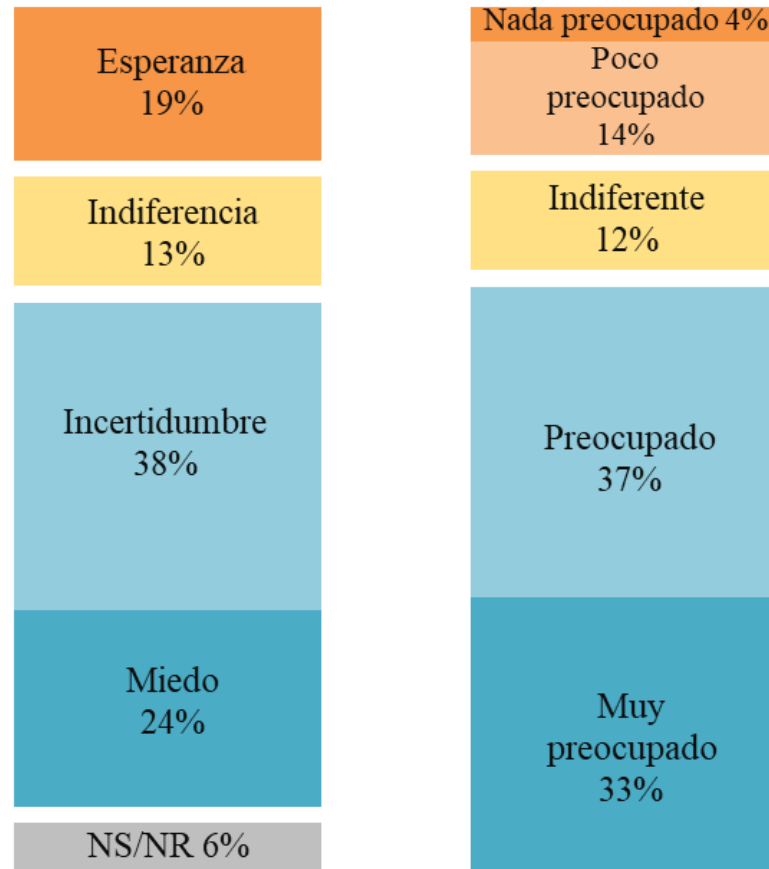 Esperanza
19%
Indiferencia
13%
Incertidumbre
38%
Miedo
24%
NS/NR 6%
Nada preocupado 4%
Poco
preocupado
14%
Indiferente
12%
Preocupado
37%
Muy
preocupado
33%